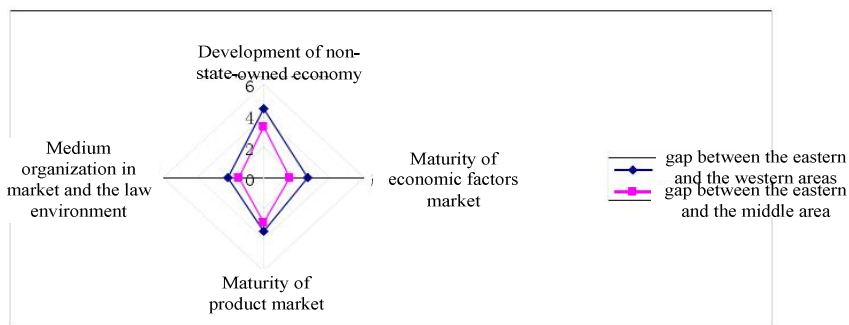 Development of non-
state-owned economy
6
4
2
0
Medium
organization in
market and the law
environment
Maturity of
economic factors
market
Maturity of
product market
gap between the eastern
and the western areas
gap between the eastern
and the middle area